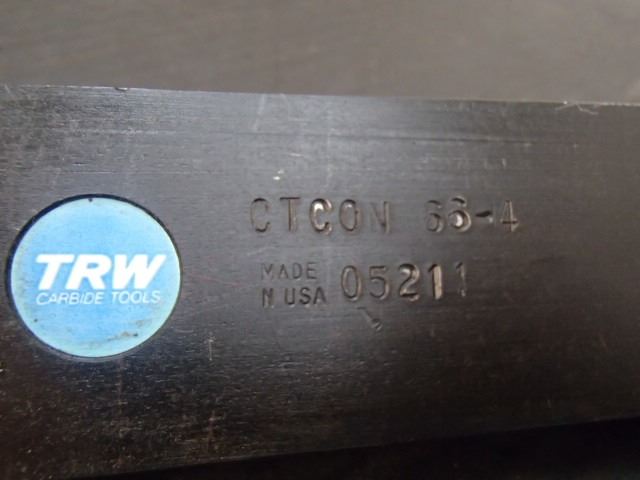 TRW
CARBIDE TOOLS
CTCON 66-4
MADE
N USA 05211